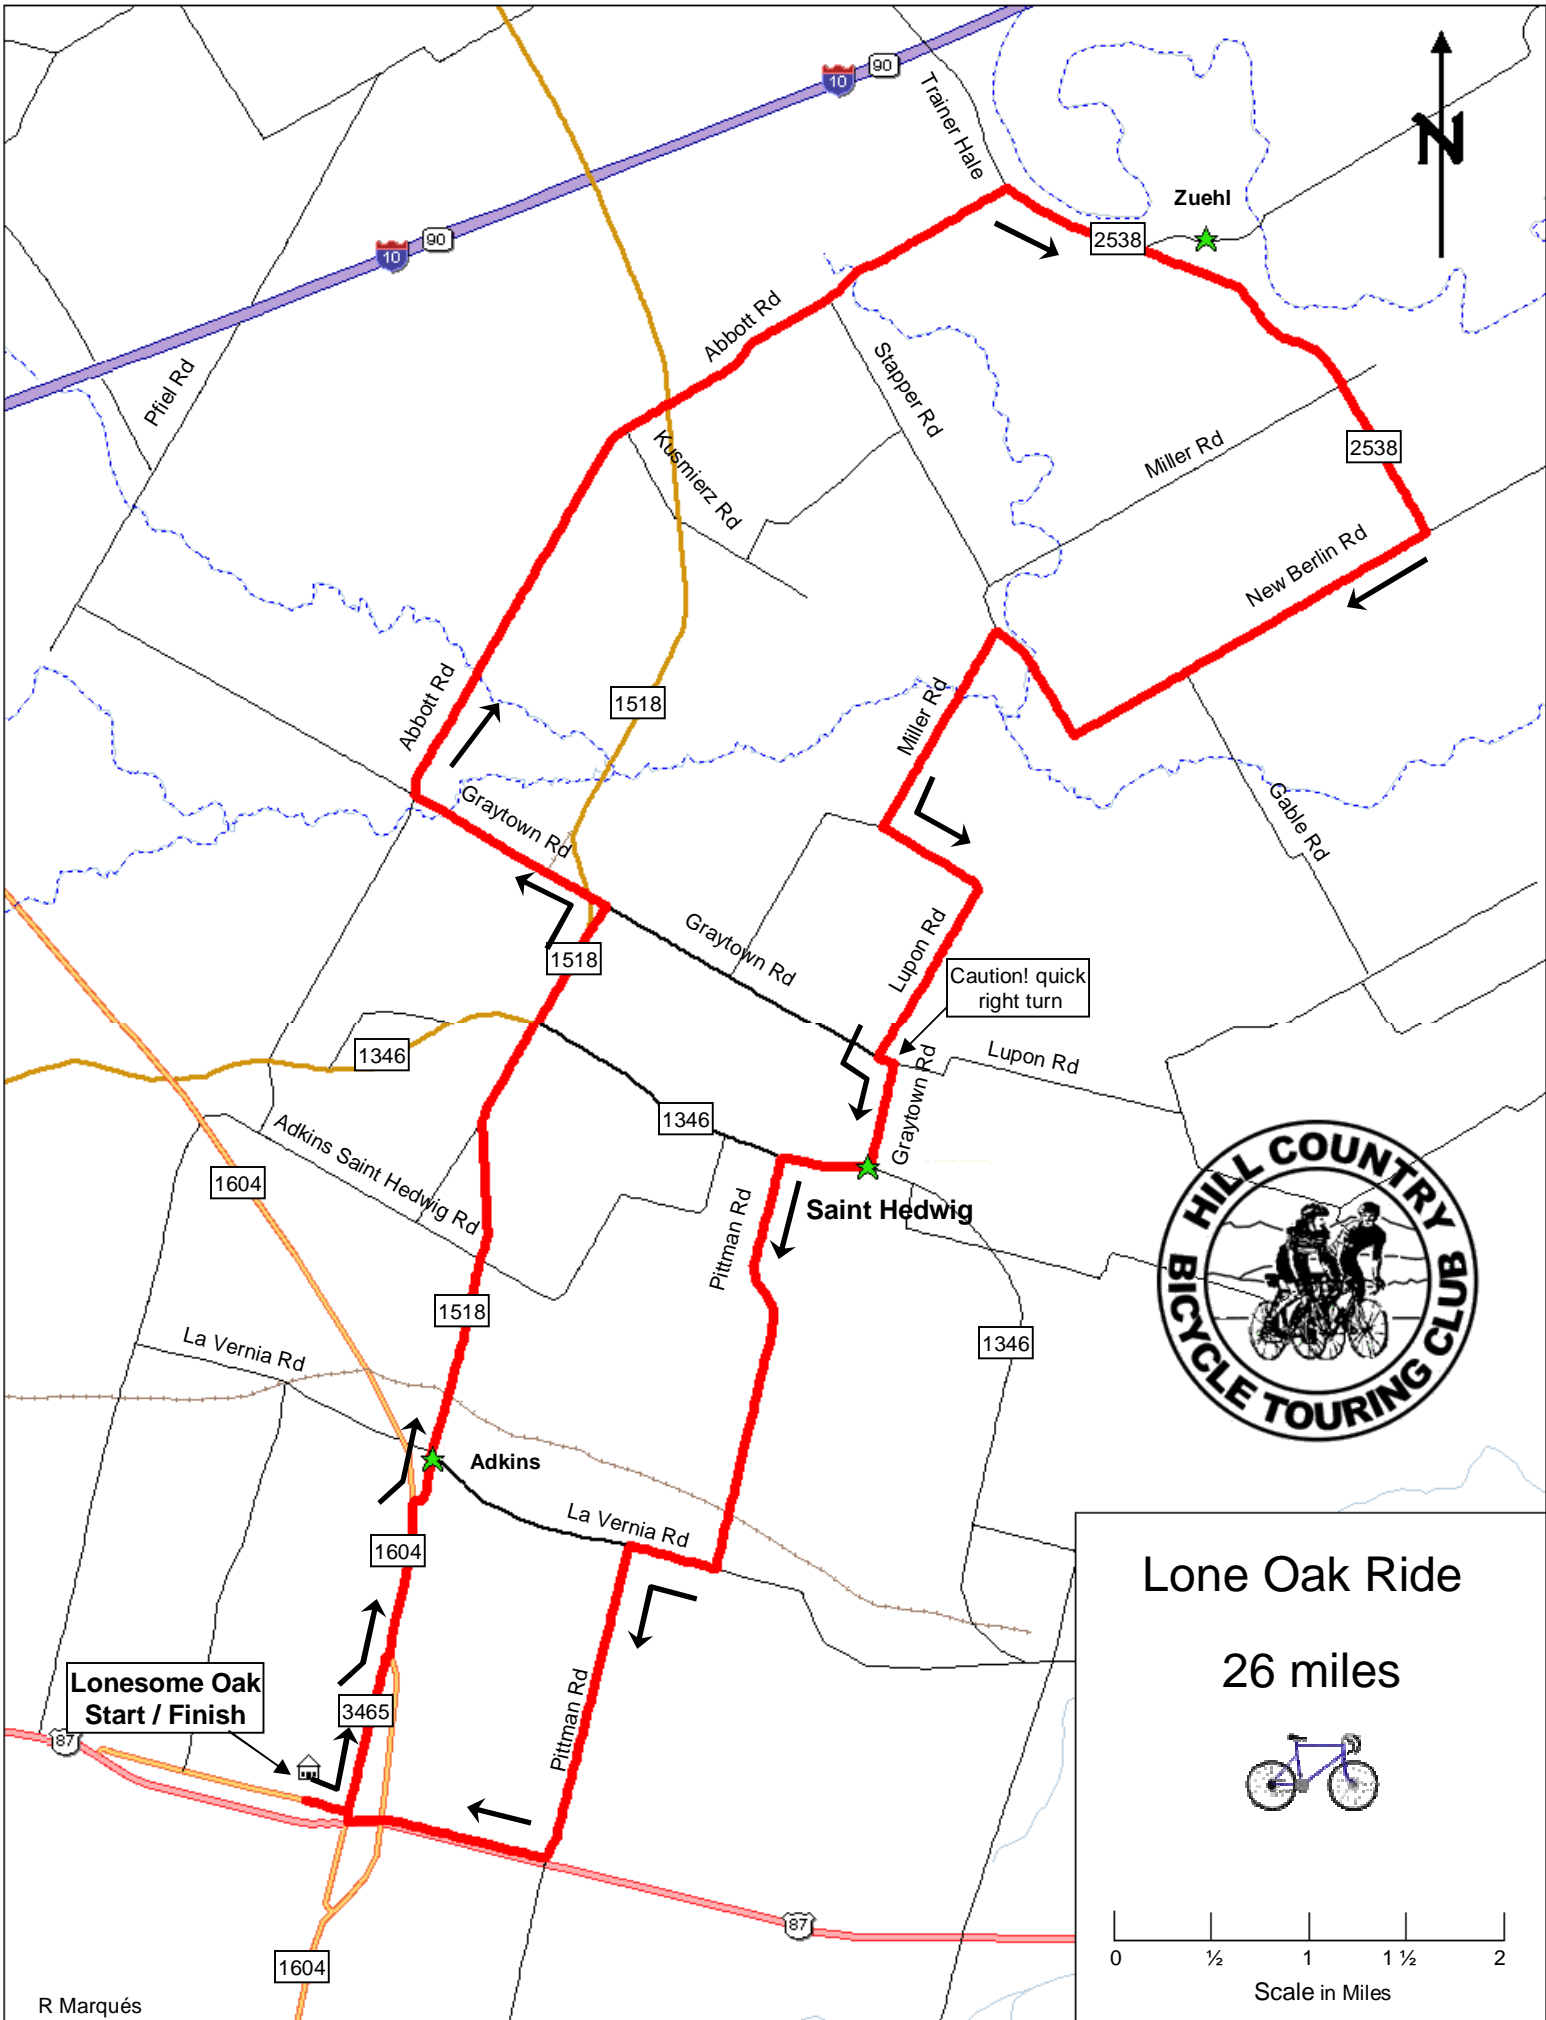 10
90
Trainer Hale
N
Zuehl
2538
10
90
Abbott Rd
Pfiel Rd
Stapper Rd
Kusmierz Rd
Miller Rd
2538
New Berlin Rd
Abbott Rd
1518
Miller Rd
Graytown Rd
Gable Rd
Graytown Rd
Lupon Rd
1518
Caution! quick
right turn
1346
Lupon Rd
Graytown Rd
1346
Adkins Saint Hedwig Rd
1604
Saint Hedwig
Pittman Rd
HILL COUNTRY
BICYCLE TOURING CLUB
1518
La Vernia Rd
1346
Adkins
La Vernia Rd
1604
Lone Oak Ride
26 miles
Lonesome Oak
Start / Finish
3465
Pittman Rd
87
87
1604
0 ½ 1 1 ½ 2
Scale in Miles
R Marqués